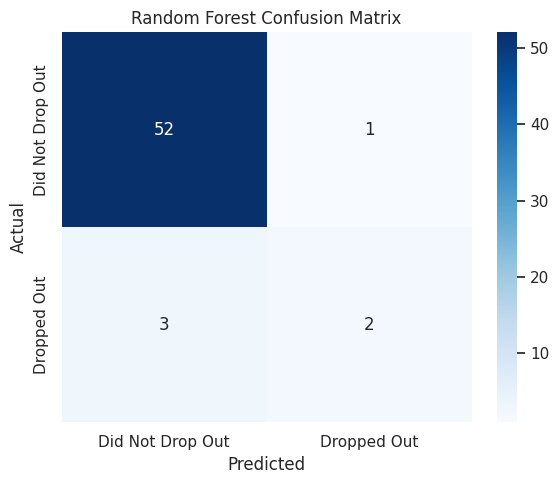 Random Forest Confusion Matrix
Actual
Did Not Drop Out
Dropped Out
52
1
3
2
Did Not Drop Out
Dropped Out
Predicted
50
40
30
20
10